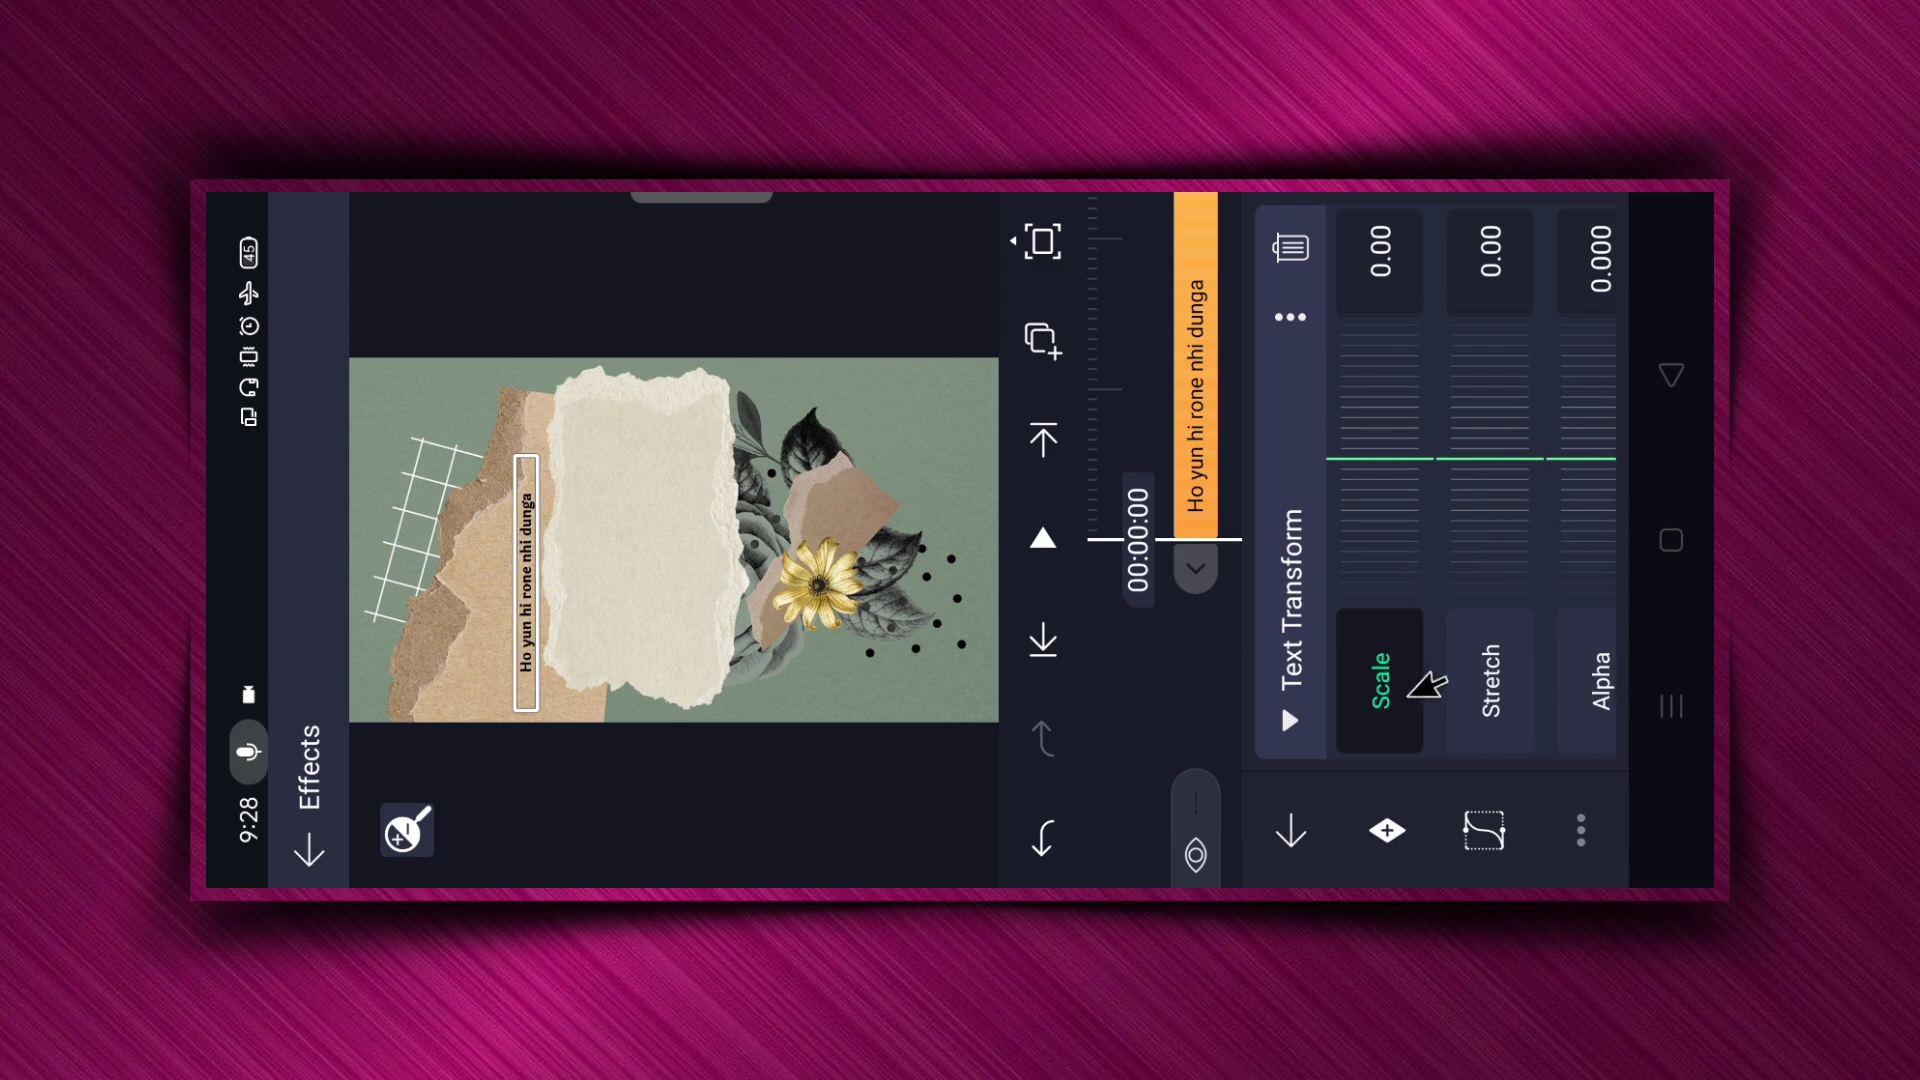 9:28
45
Effects
Ho yun hi rone nhi dunga
00:00:00
Ho yun hi rone nhi dunga
Text Transform
Scale
0.00
Stretch
0.00
Alpha
0.000